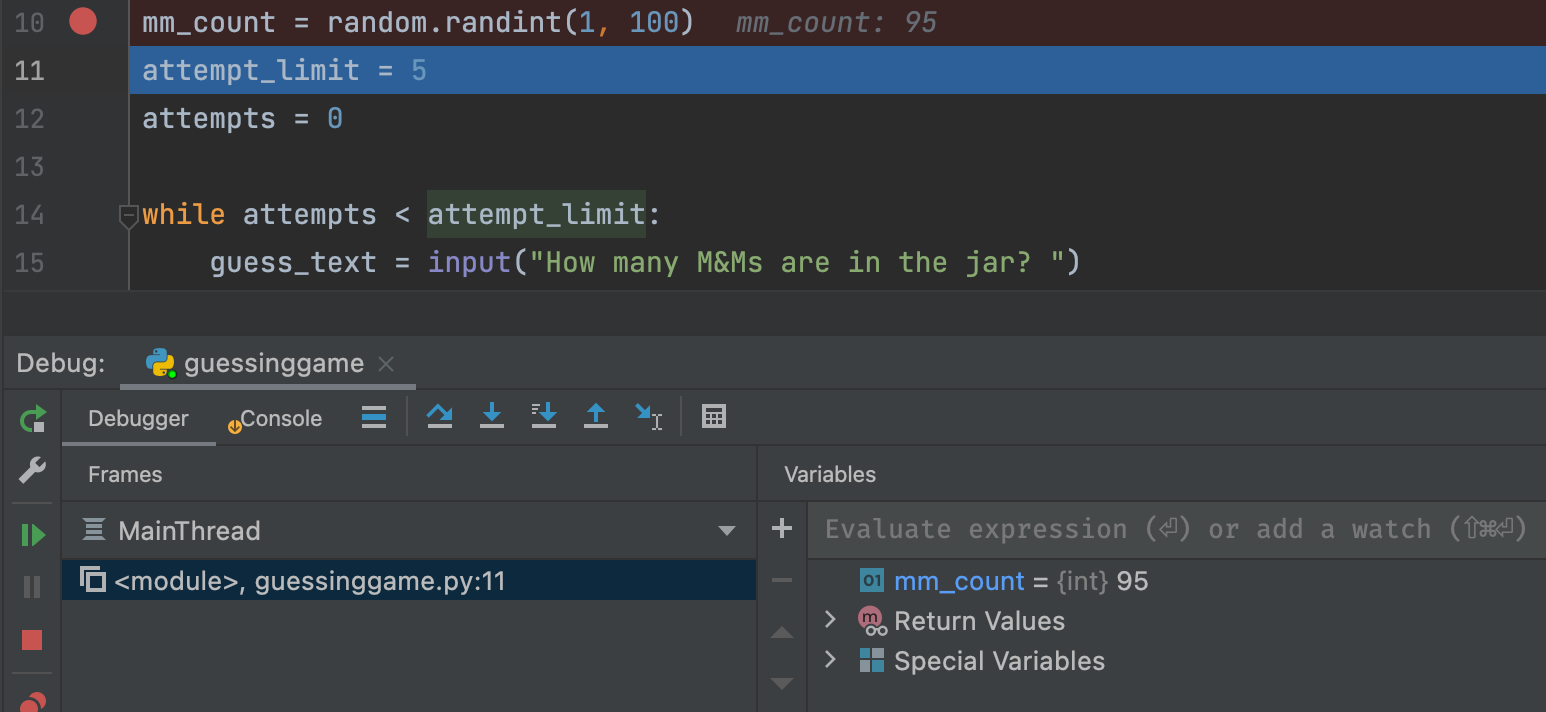 10 mm_count = random.randint(1, 100) mm_count: 95
11 attempt_limit = 5
12 attempts = 0
13
14 while attempts < attempt_limit:
15 guess_text = input("How many M&Ms are in the jar? ")
Debug: guessinggame
Debugger Console
Frames
Variables
MainThread
Evaluate expression (⏎) or add a watch (⇧⌘⏎)
<module>, guessinggame.py:11
01 mm_count = {int} 95
m Return Values
Special Variables